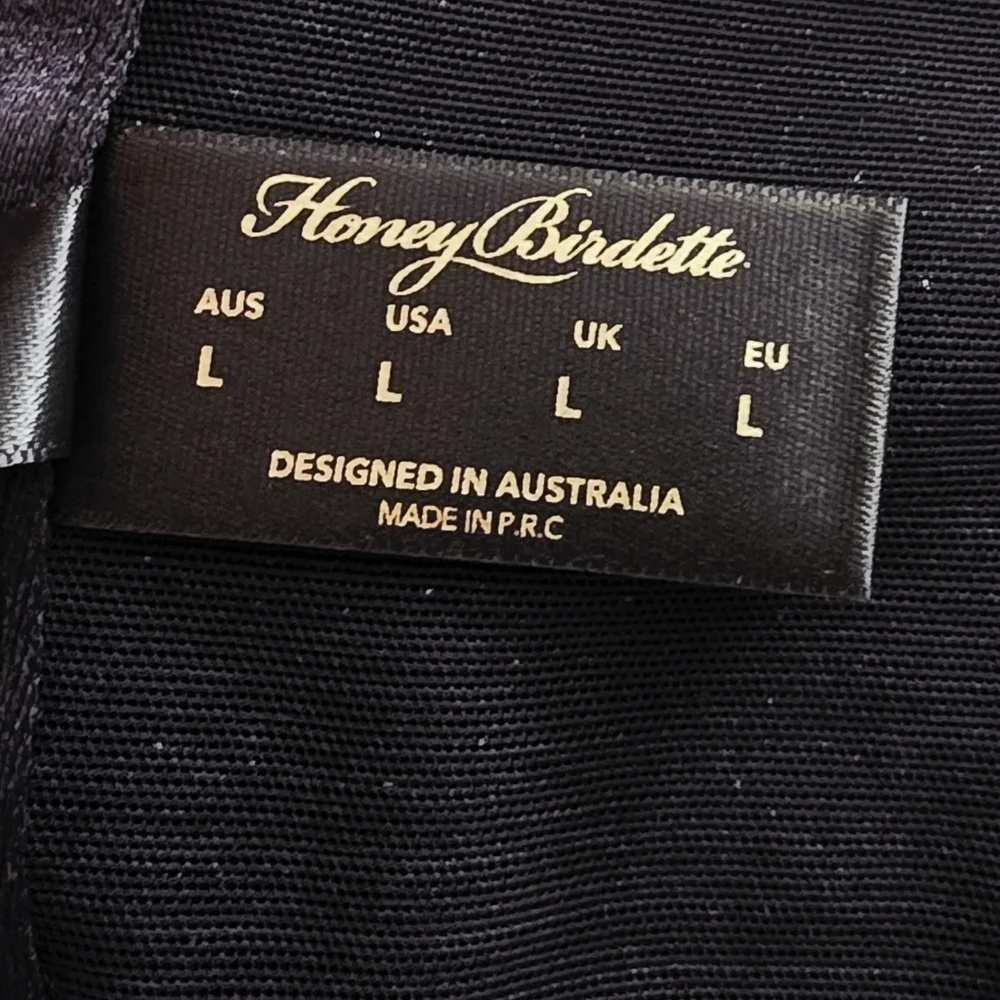 Honey Birdette
AUS USA UK EU
L L L L
DESIGNED IN AUSTRALIA
MADE IN P.R.C